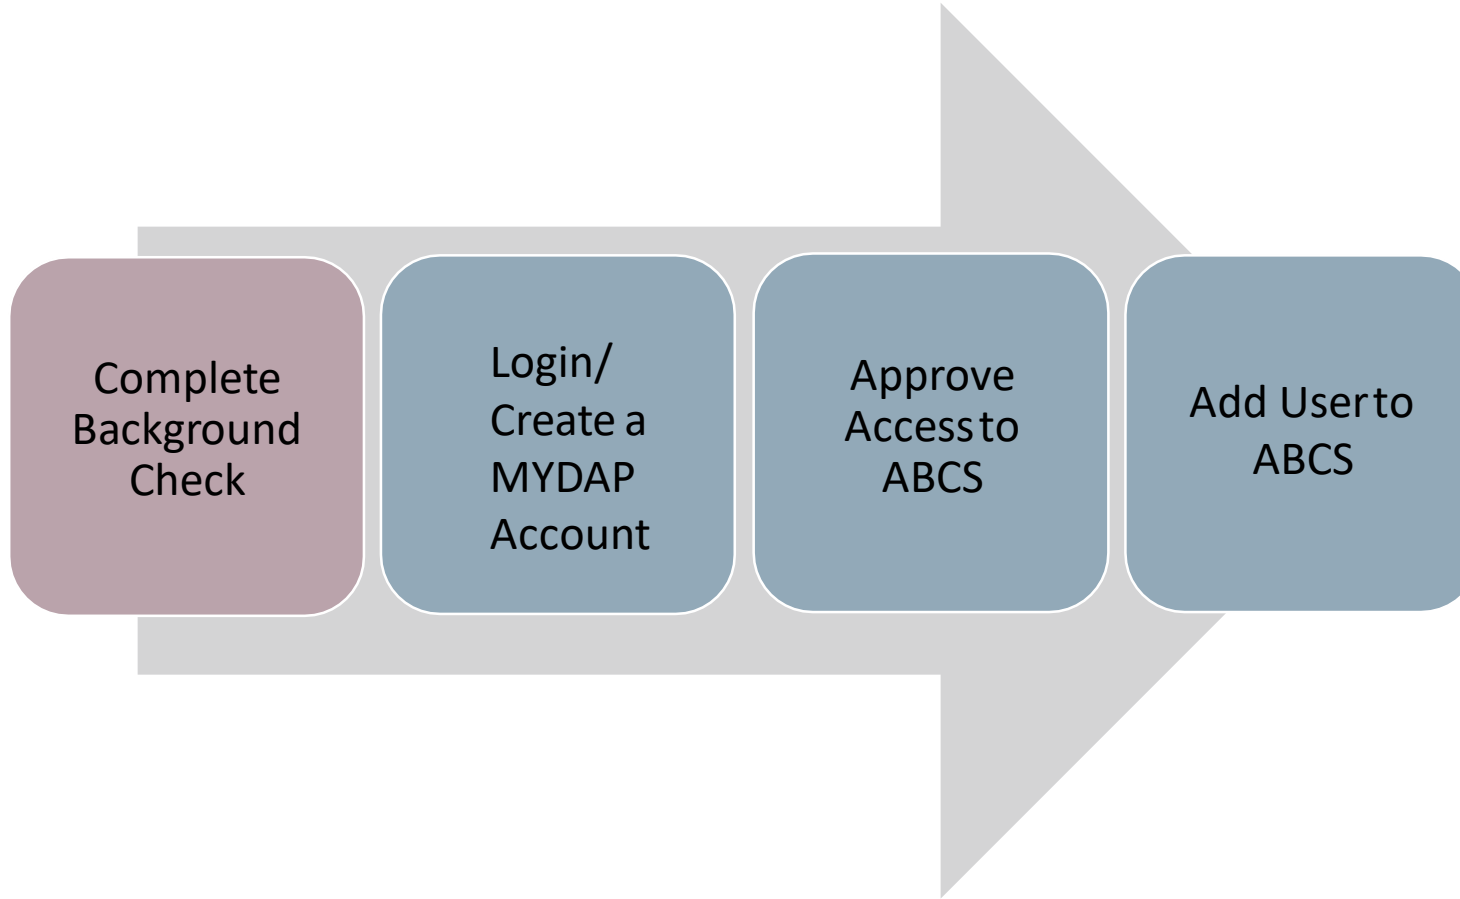 Complete
Background
Check
Login/
Create a
MYDAP
Account
Approve
Access to
ABCS
Add User to
ABCS